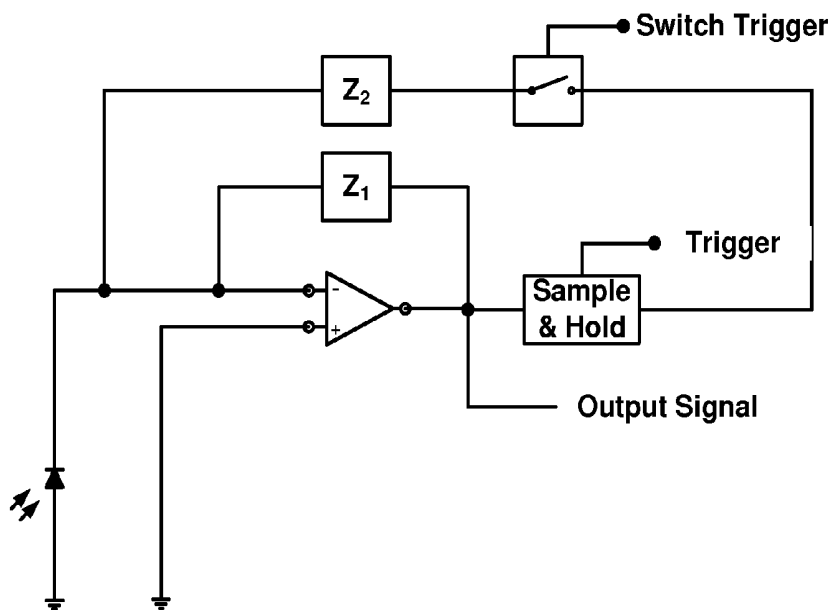 Switch Trigger
Z2
Z1
Trigger
-
+
Sample
& Hold
Output Signal